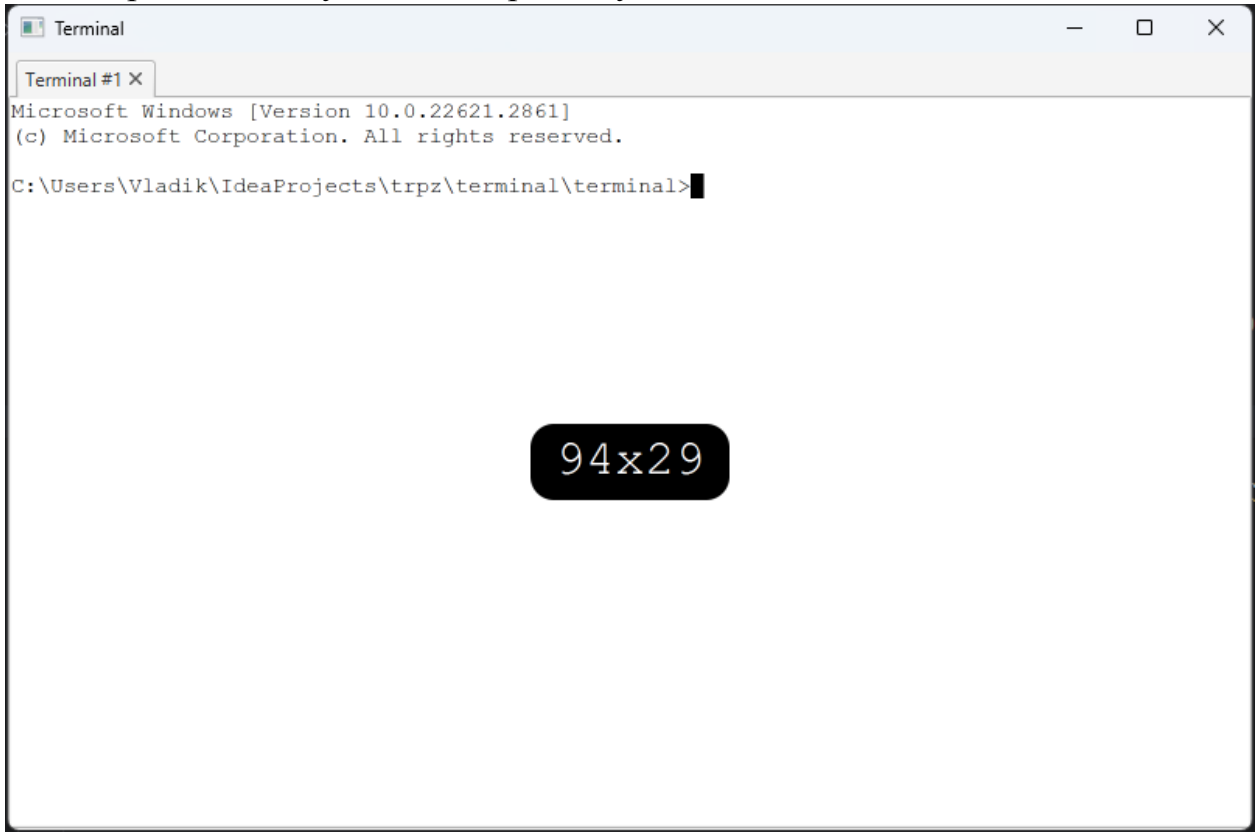 Terminal
Terminal #1
Microsoft Windows [Version 10.0.22621.2861]
(c) Microsoft Corporation. All rights reserved.
C:\Users\Vladik\IdeaProjects\trpz\terminal\terminal>
94x29